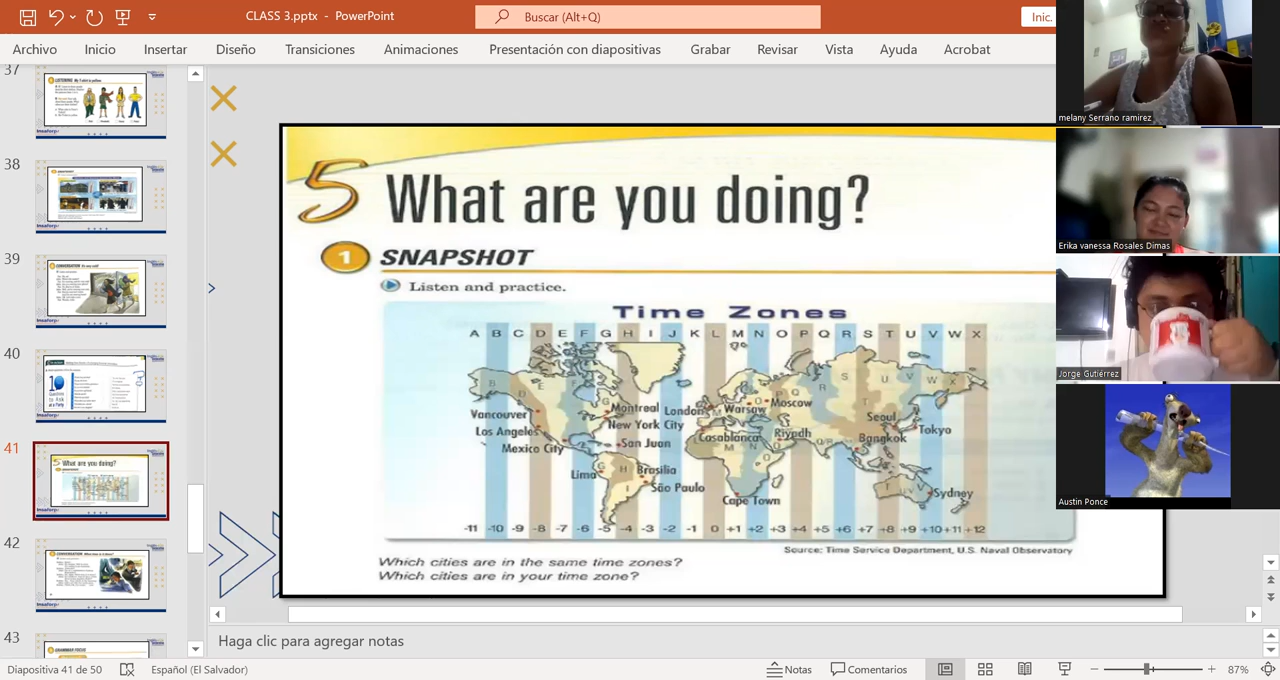 CLASS 3.pptx - PowerPoint
Buscar (Alt+Q)
Inic.
Archivo Inicio Insertar Diseño Transiciones Animaciones Presentación con diapositivas Grabar Revisar Vista Ayuda Acrobat
37
38
39
40
41
42
43
5 What are you doing?
1 SNAPSHOT
Listen and practice.
Time Zones
A B C D E F G H I J K L M N O P Q R S T U V W X
Vancouver
Montreal
London
Warsaw
Moscow
Seoul
Los Angeles
New York City
Casablanca
Riyadh
Tokyo
Mexico City
San Juan
Bangkok
Lima
Brasilia
São Paulo
Cape Town
Sydney
-11 -10 -9 -8 -7 -6 -5 -4 -3 -2 -1 0 +1 +2 +3 +4 +5 +6 +7 +8 +9 +10 +11 +12
Source: Time Service Department, U.S. Naval Observatory
Which cities are in the same time zones?
Which cities are in your time zone?
melany Serrano ramirez
Erika vanessa Rosales Dimas
Jorge Gutiérrez
Austin Ponce
Haga clic para agregar notas
Diapositiva 41 de 50 Español (El Salvador) Notas Comentarios 87%